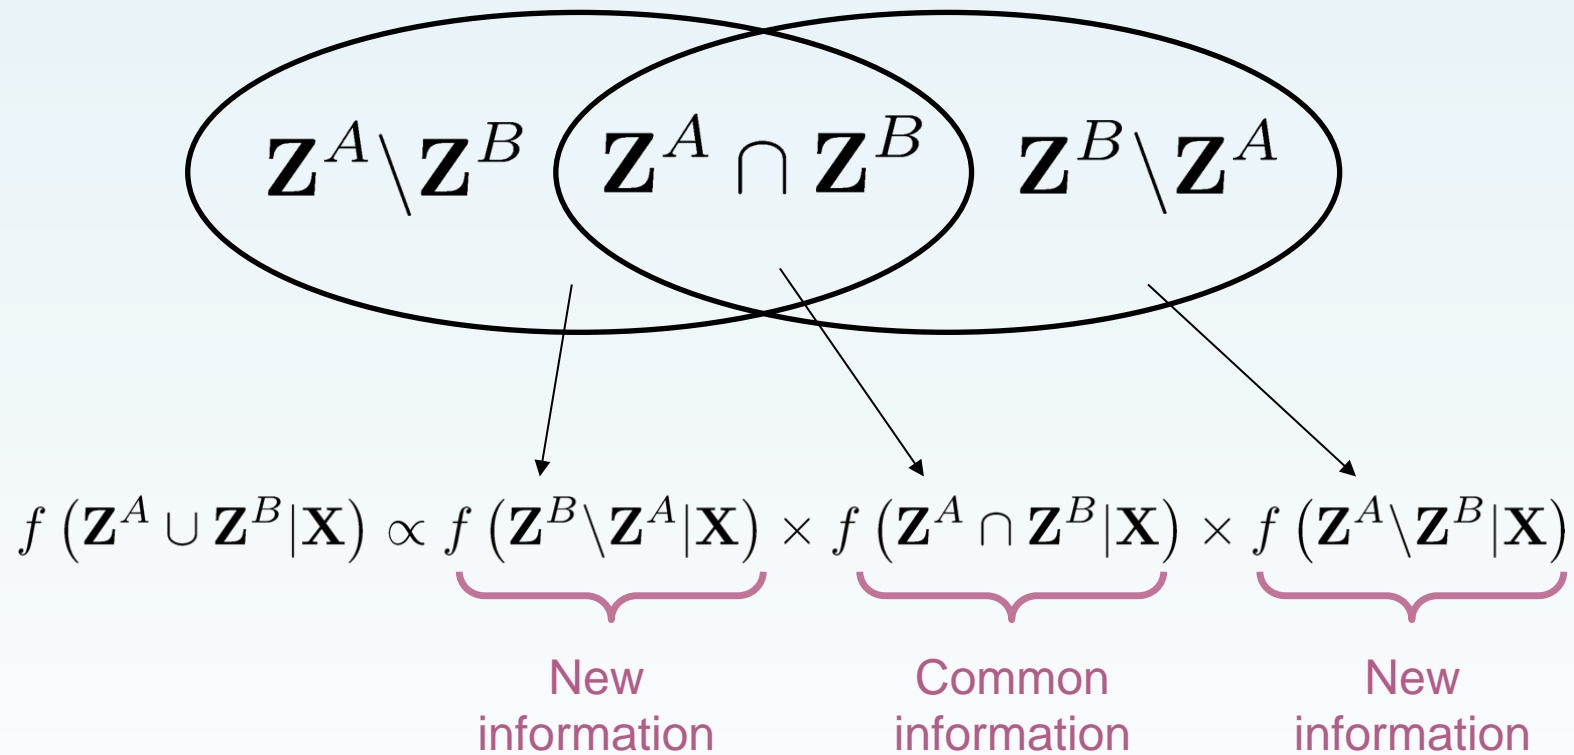 𝐙^A\𝐙^B 𝐙^A ∩ 𝐙^B 𝐙^B\𝐙^A
f (𝐙^A ∪ 𝐙^B|𝐗) ∝ f (𝐙^B\𝐙^A|𝐗) × f (𝐙^A ∩ 𝐙^B|𝐗) × f (𝐙^A\𝐙^B|𝐗)
New Common New
information information information